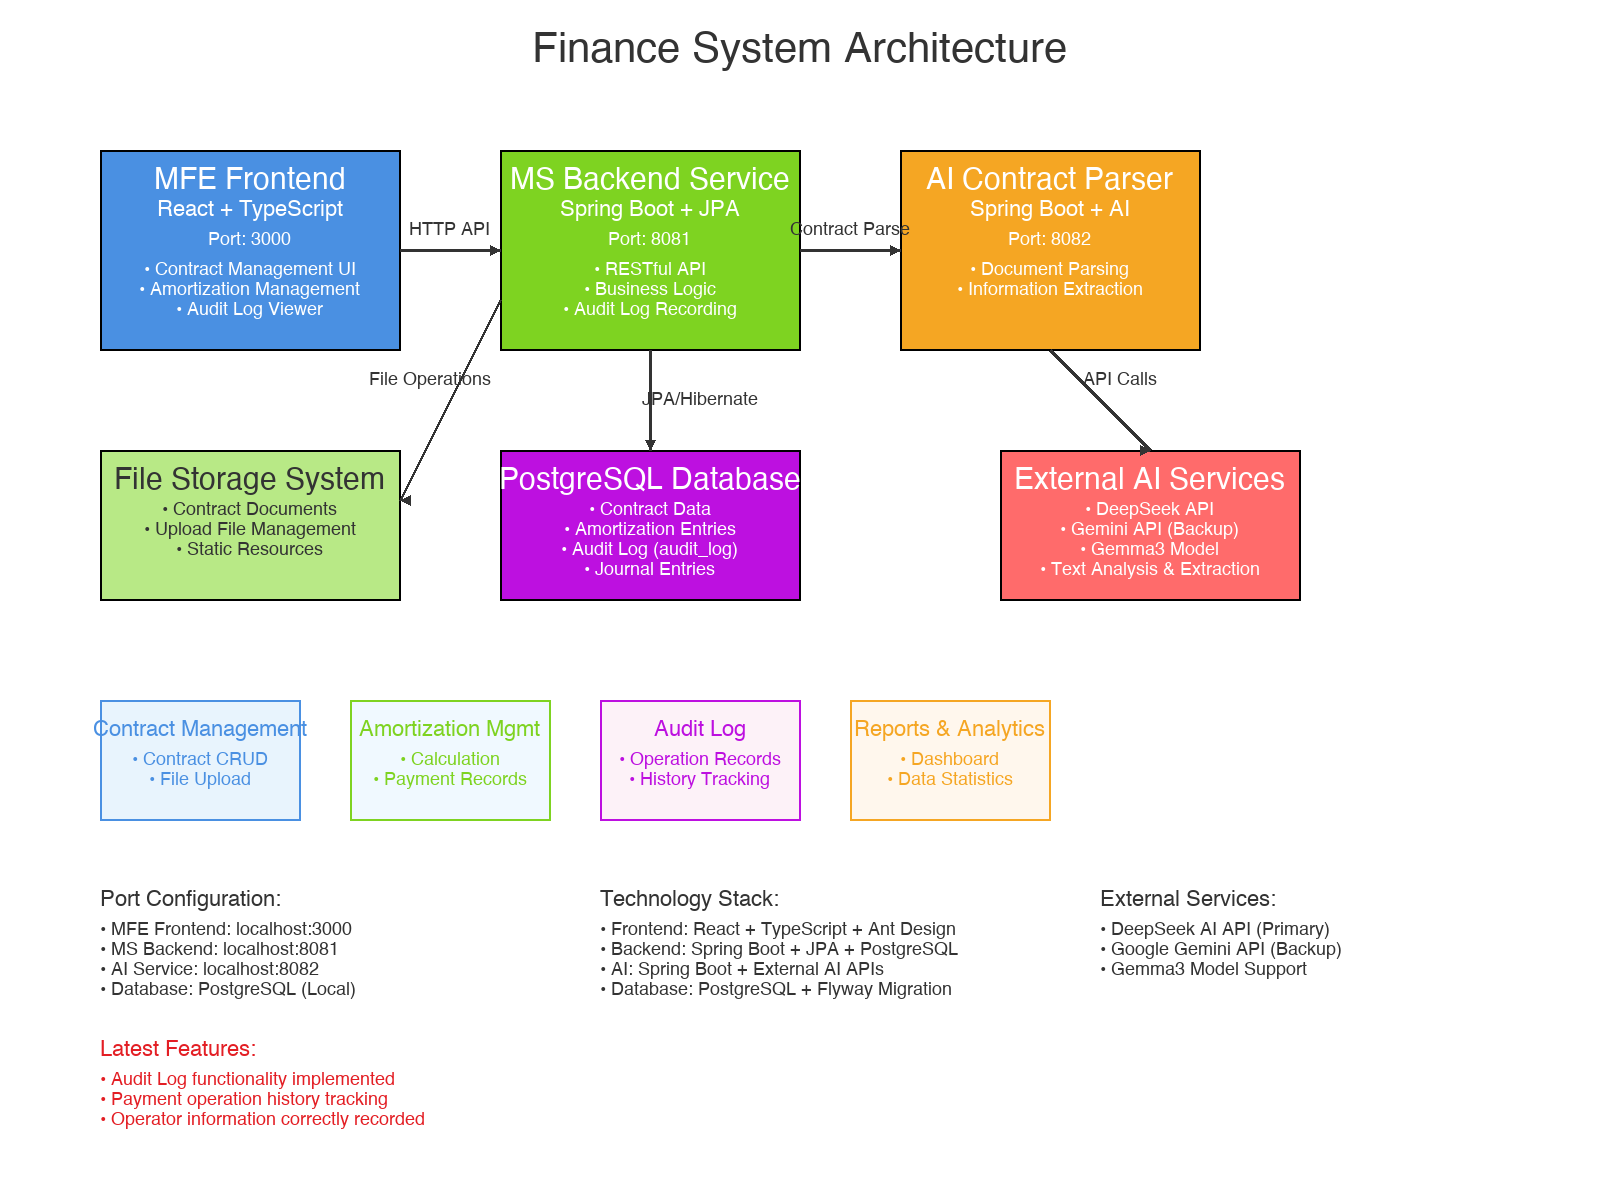 Finance System Architecture
MFE Frontend
React + TypeScript
Port: 3000
• Contract Management UI
• Amortization Management
• Audit Log Viewer
HTTP API
MS Backend Service
Spring Boot + JPA
Port: 8081
• RESTful API
• Business Logic
• Audit Log Recording
Contract Parse
AI Contract Parser
Spring Boot + AI
Port: 8082
• Document Parsing
• Information Extraction
File Operations
JPA/Hibernate
API Calls
File Storage System
• Contract Documents
• Upload File Management
• Static Resources
PostgreSQL Database
• Contract Data
• Amortization Entries
• Audit Log (audit_log)
• Journal Entries
External AI Services
• DeepSeek API
• Gemini API (Backup)
• Gemma3 Model
• Text Analysis & Extraction
Contract Management
• Contract CRUD
• File Upload
Amortization Mgmt
• Calculation
• Payment Records
Audit Log
• Operation Records
• History Tracking
Reports & Analytics
• Dashboard
• Data Statistics
Port Configuration:
• MFE Frontend: localhost:3000
• MS Backend: localhost:8081
• AI Service: localhost:8082
• Database: PostgreSQL (Local)
Technology Stack:
• Frontend: React + TypeScript + Ant Design
• Backend: Spring Boot + JPA + PostgreSQL
• AI: Spring Boot + External AI APIs
• Database: PostgreSQL + Flyway Migration
External Services:
• DeepSeek AI API (Primary)
• Google Gemini API (Backup)
• Gemma3 Model Support
Latest Features:
• Audit Log functionality implemented
• Payment operation history tracking
• Operator information correctly recorded